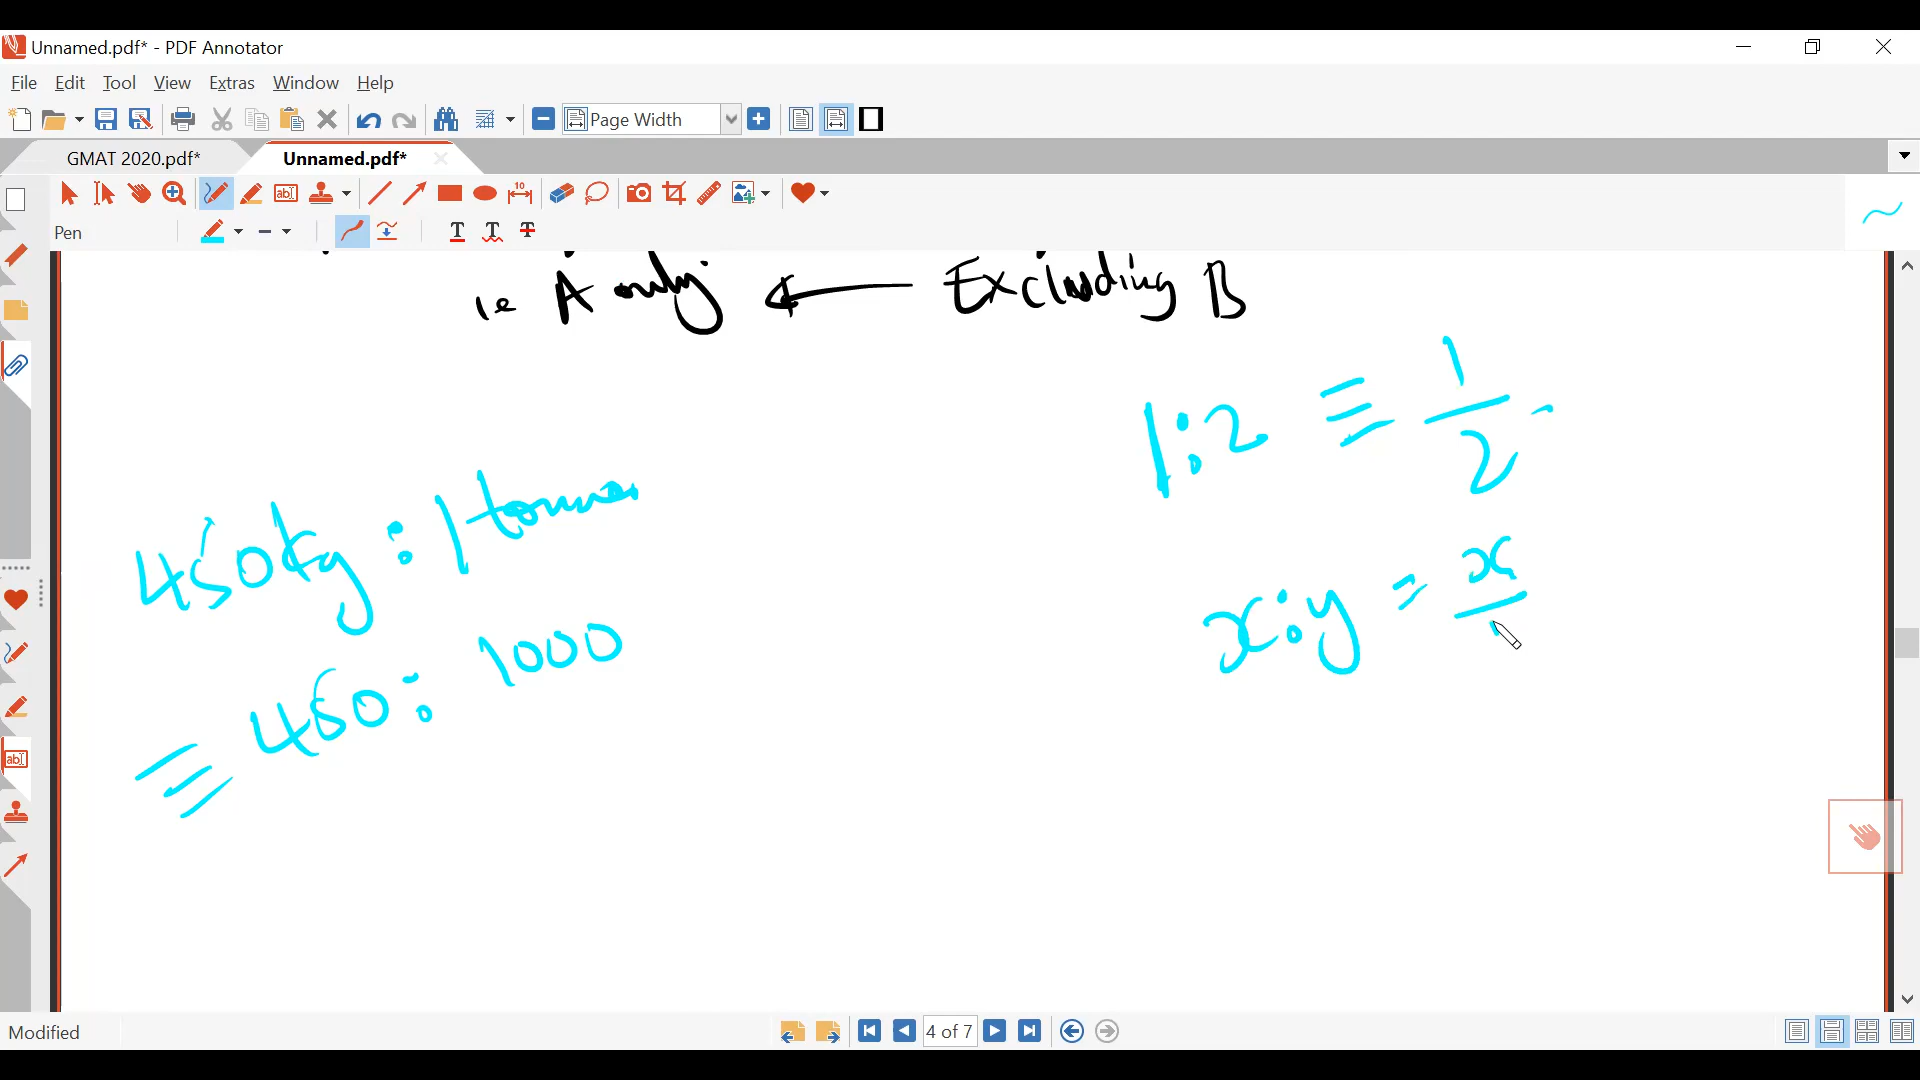 Unnamed.pdf* - PDF Annotator
File Edit Tool View Extras Window Help
Page Width
GMAT 2020.pdf*
Unnamed.pdf*
Pen
ie A only ← Excluding B
1:2 ≡ 1/2
450kg : 1 tonne
x:y = x/
≡ 450 : 1000
Modified
4 of 7